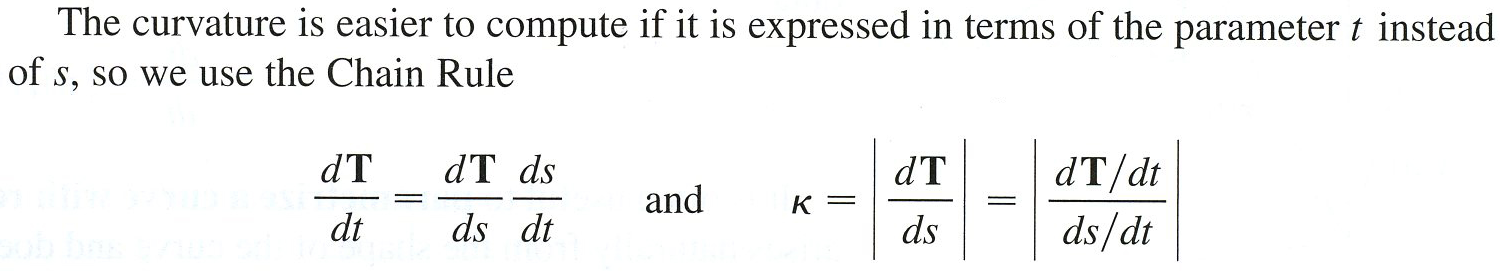 The curvature is easier to compute if it is expressed in terms of the parameter t instead
of s, so we use the Chain Rule
dT/dt = dT/ds ds/dt and κ = |dT/ds| = |(dT/dt)/(ds/dt)|